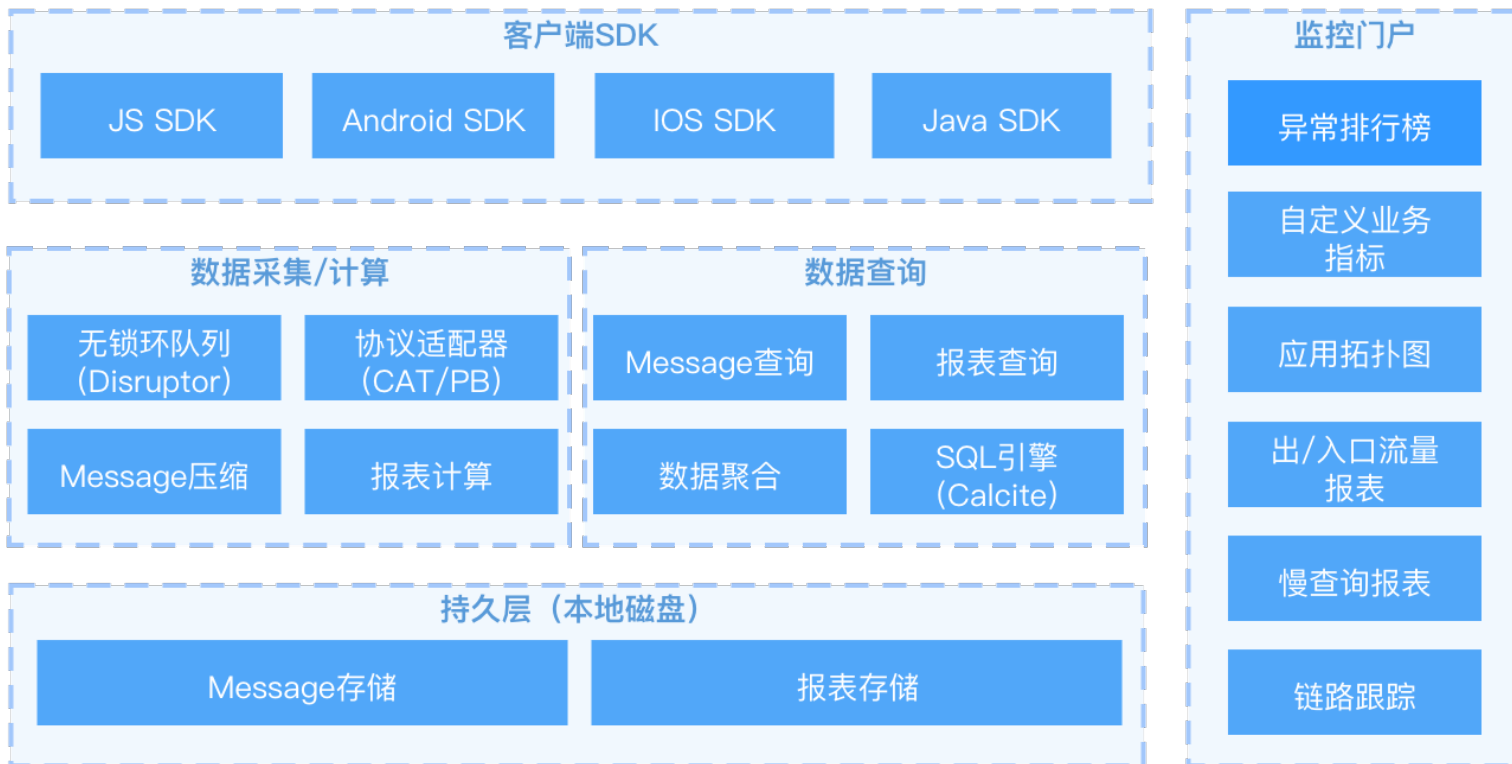 客户端SDK
JS SDK
Android SDK
IOS SDK
Java SDK
数据采集/计算
无锁环队列
（Disruptor）
协议适配器
（CAT/PB）
Message压缩
报表计算
数据查询
Message查询
报表查询
数据聚合
SQL引擎
（Calcite）
持久层（本地磁盘）
Message存储
报表存储
监控门户
异常排行榜
自定义业务
指标
应用拓扑图
出/入口流量
报表
慢查询报表
链路跟踪